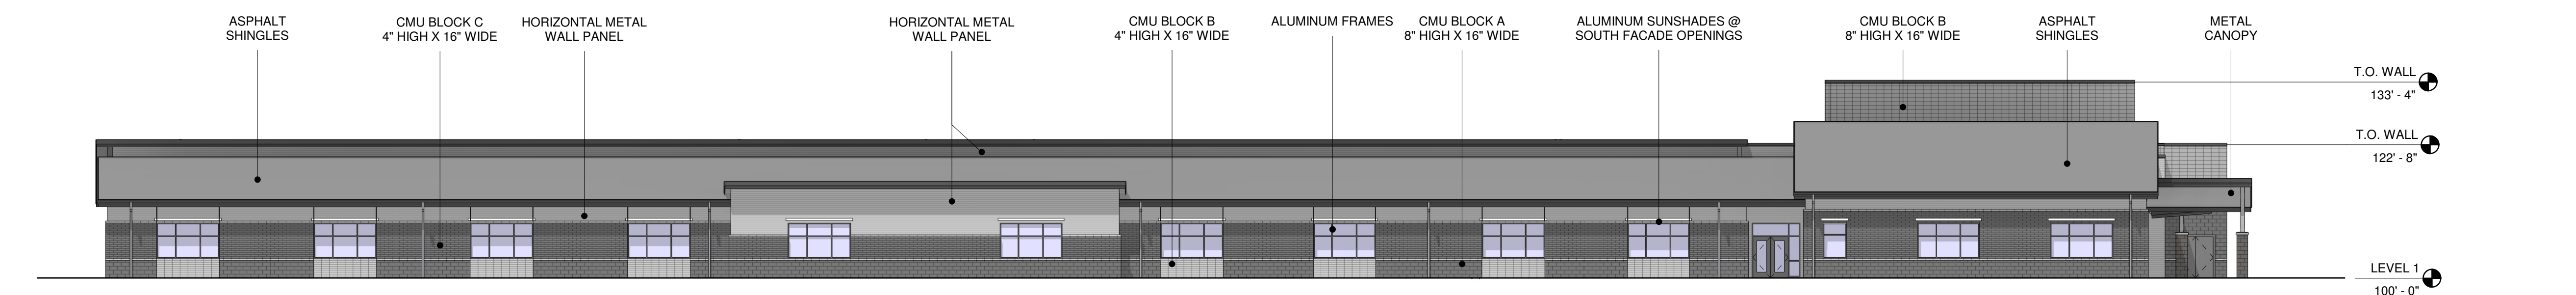 ASPHALT
SHINGLES
CMU BLOCK C
4" HIGH X 16" WIDE
HORIZONTAL METAL
WALL PANEL
HORIZONTAL METAL
WALL PANEL
CMU BLOCK B
4" HIGH X 16" WIDE
ALUMINUM FRAMES
CMU BLOCK A
8" HIGH X 16" WIDE
ALUMINUM SUNSHADES @
SOUTH FACADE OPENINGS
CMU BLOCK B
8" HIGH X 16" WIDE
ASPHALT
SHINGLES
METAL
CANOPY
T.O. WALL
133' - 4"
T.O. WALL
122' - 8"
LEVEL 1
100' - 0"